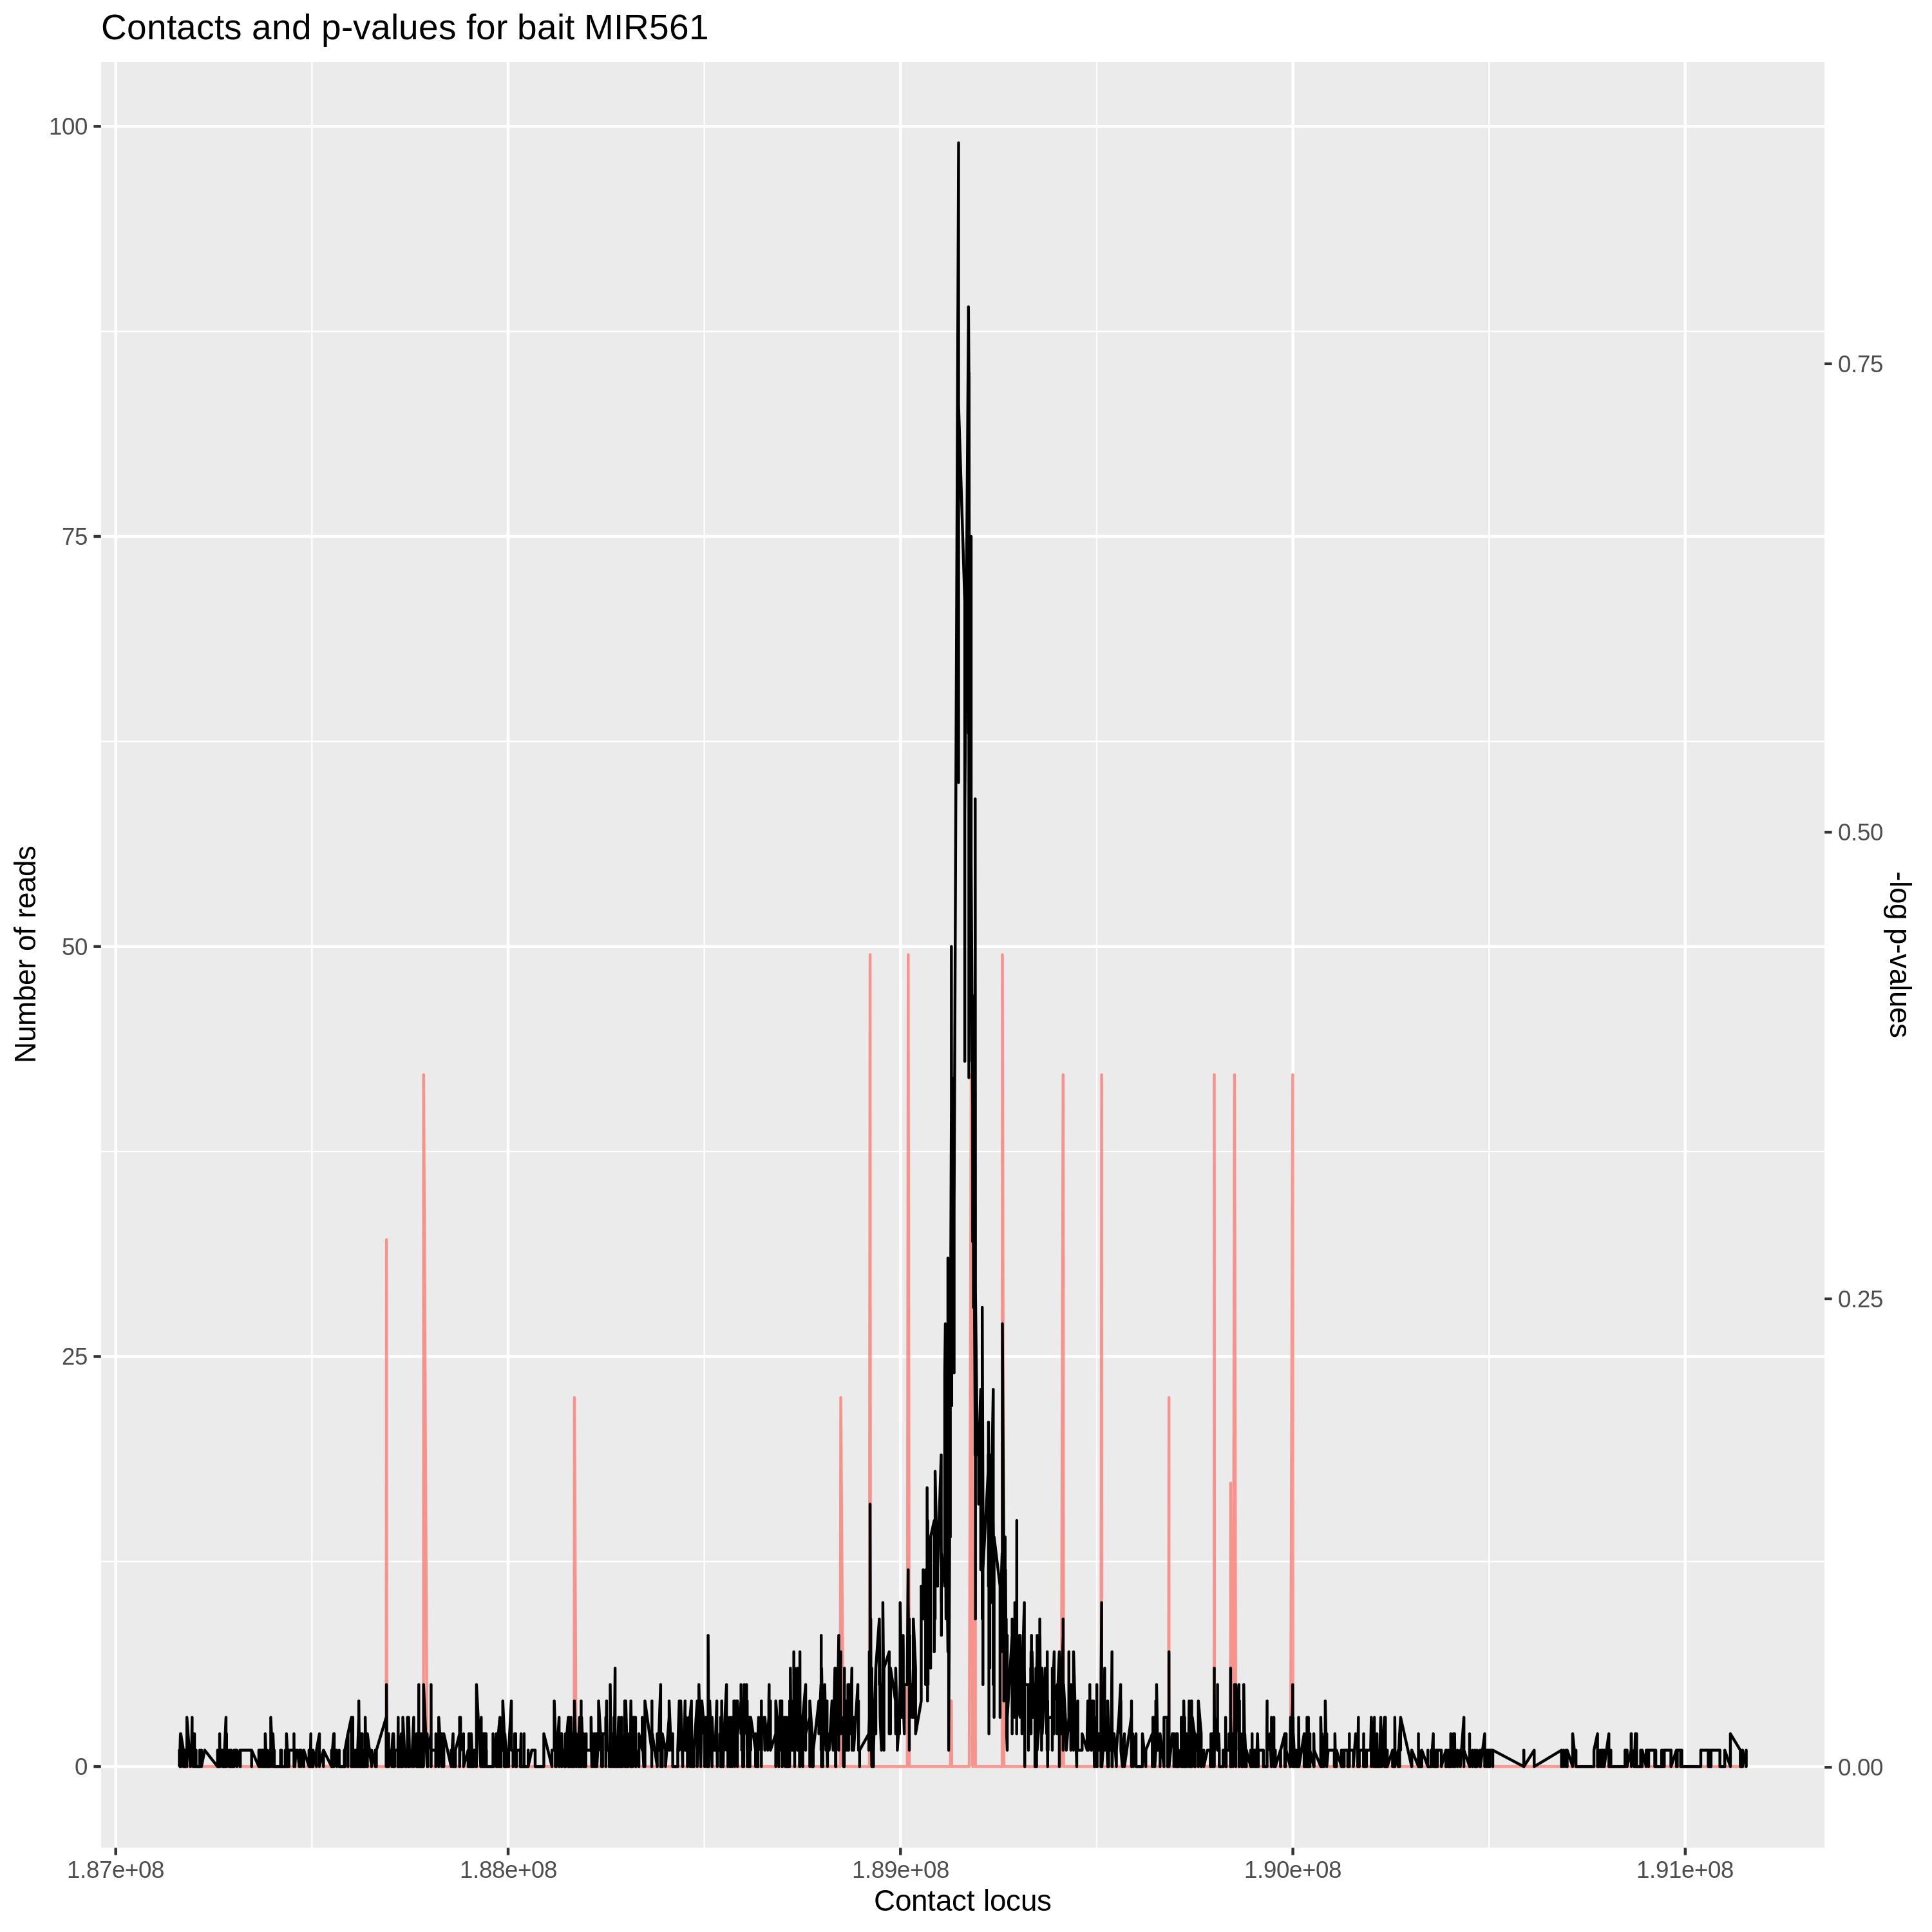 Contacts and p-values for bait MIR561
100
75
50
25
0
Number of reads
0.75
0.50
0.25
0.00
-log p-values
1.87e+08
1.88e+08
1.89e+08
1.90e+08
1.91e+08
Contact locus